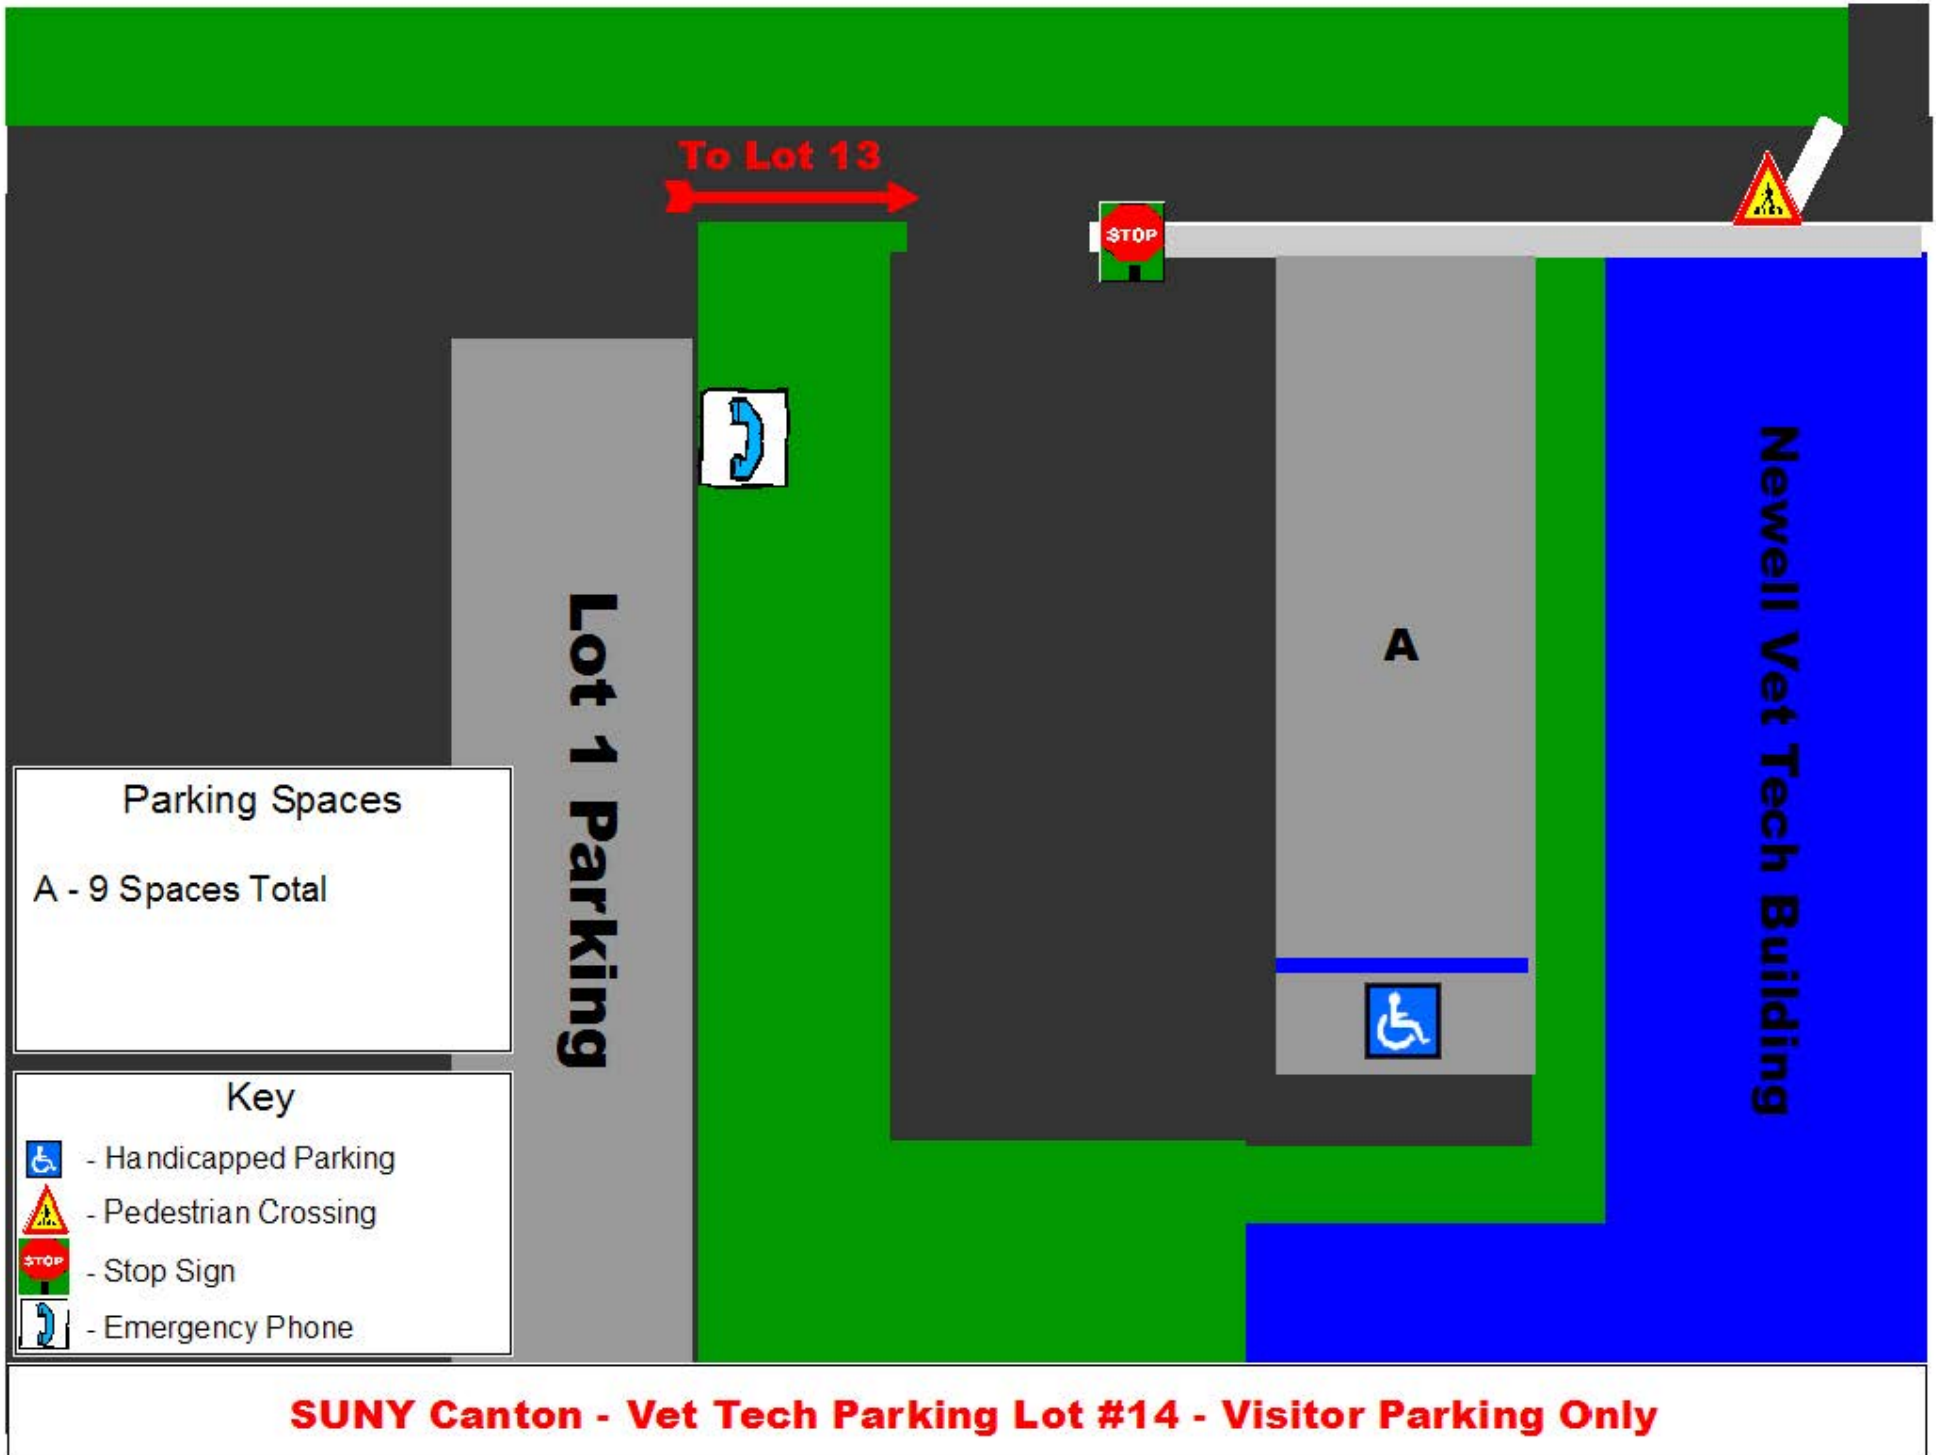 To Lot 13
STOP
Lot 1 Parking
A
Newell Vet Tech Building
Parking Spaces
A - 9 Spaces Total
Key
- Handicapped Parking
- Pedestrian Crossing
STOP
- Stop Sign
- Emergency Phone
SUNY Canton - Vet Tech Parking Lot #14 - Visitor Parking Only